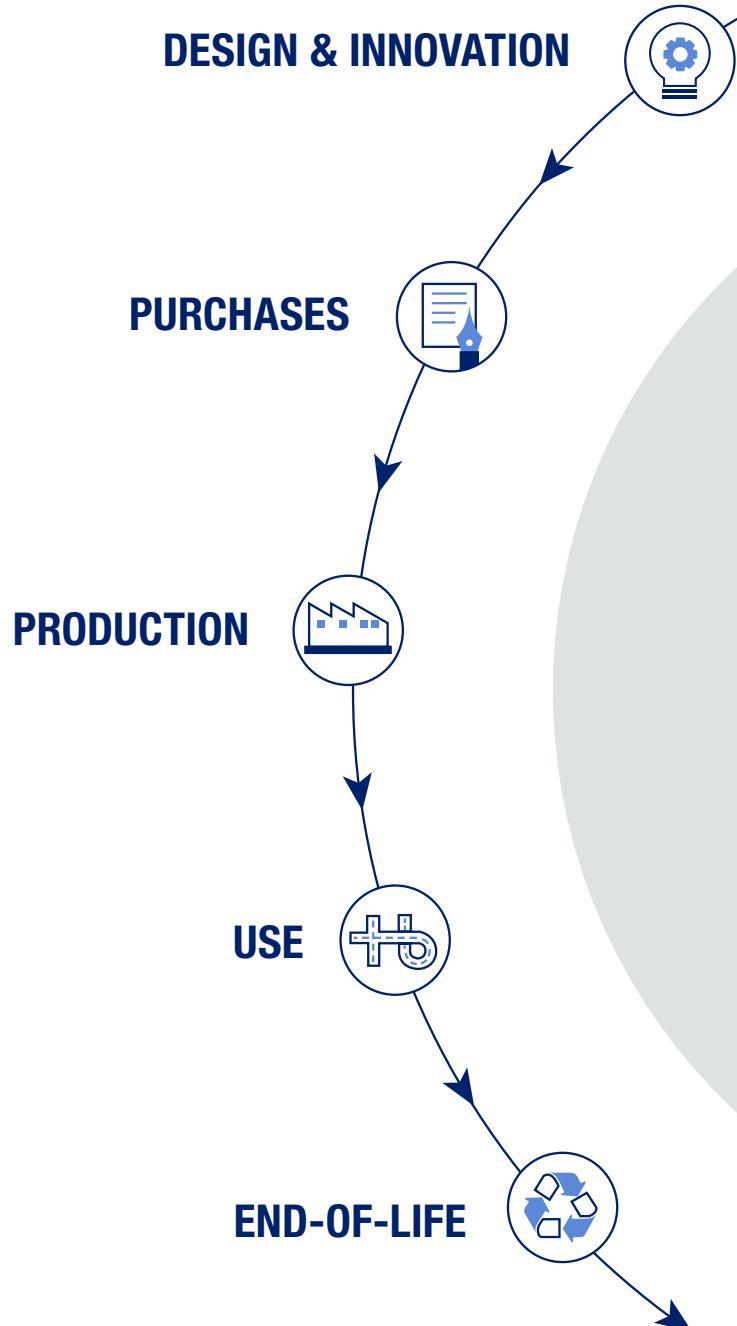 DESIGN & INNOVATION
PURCHASES
PRODUCTION
USE
END-OF-LIFE